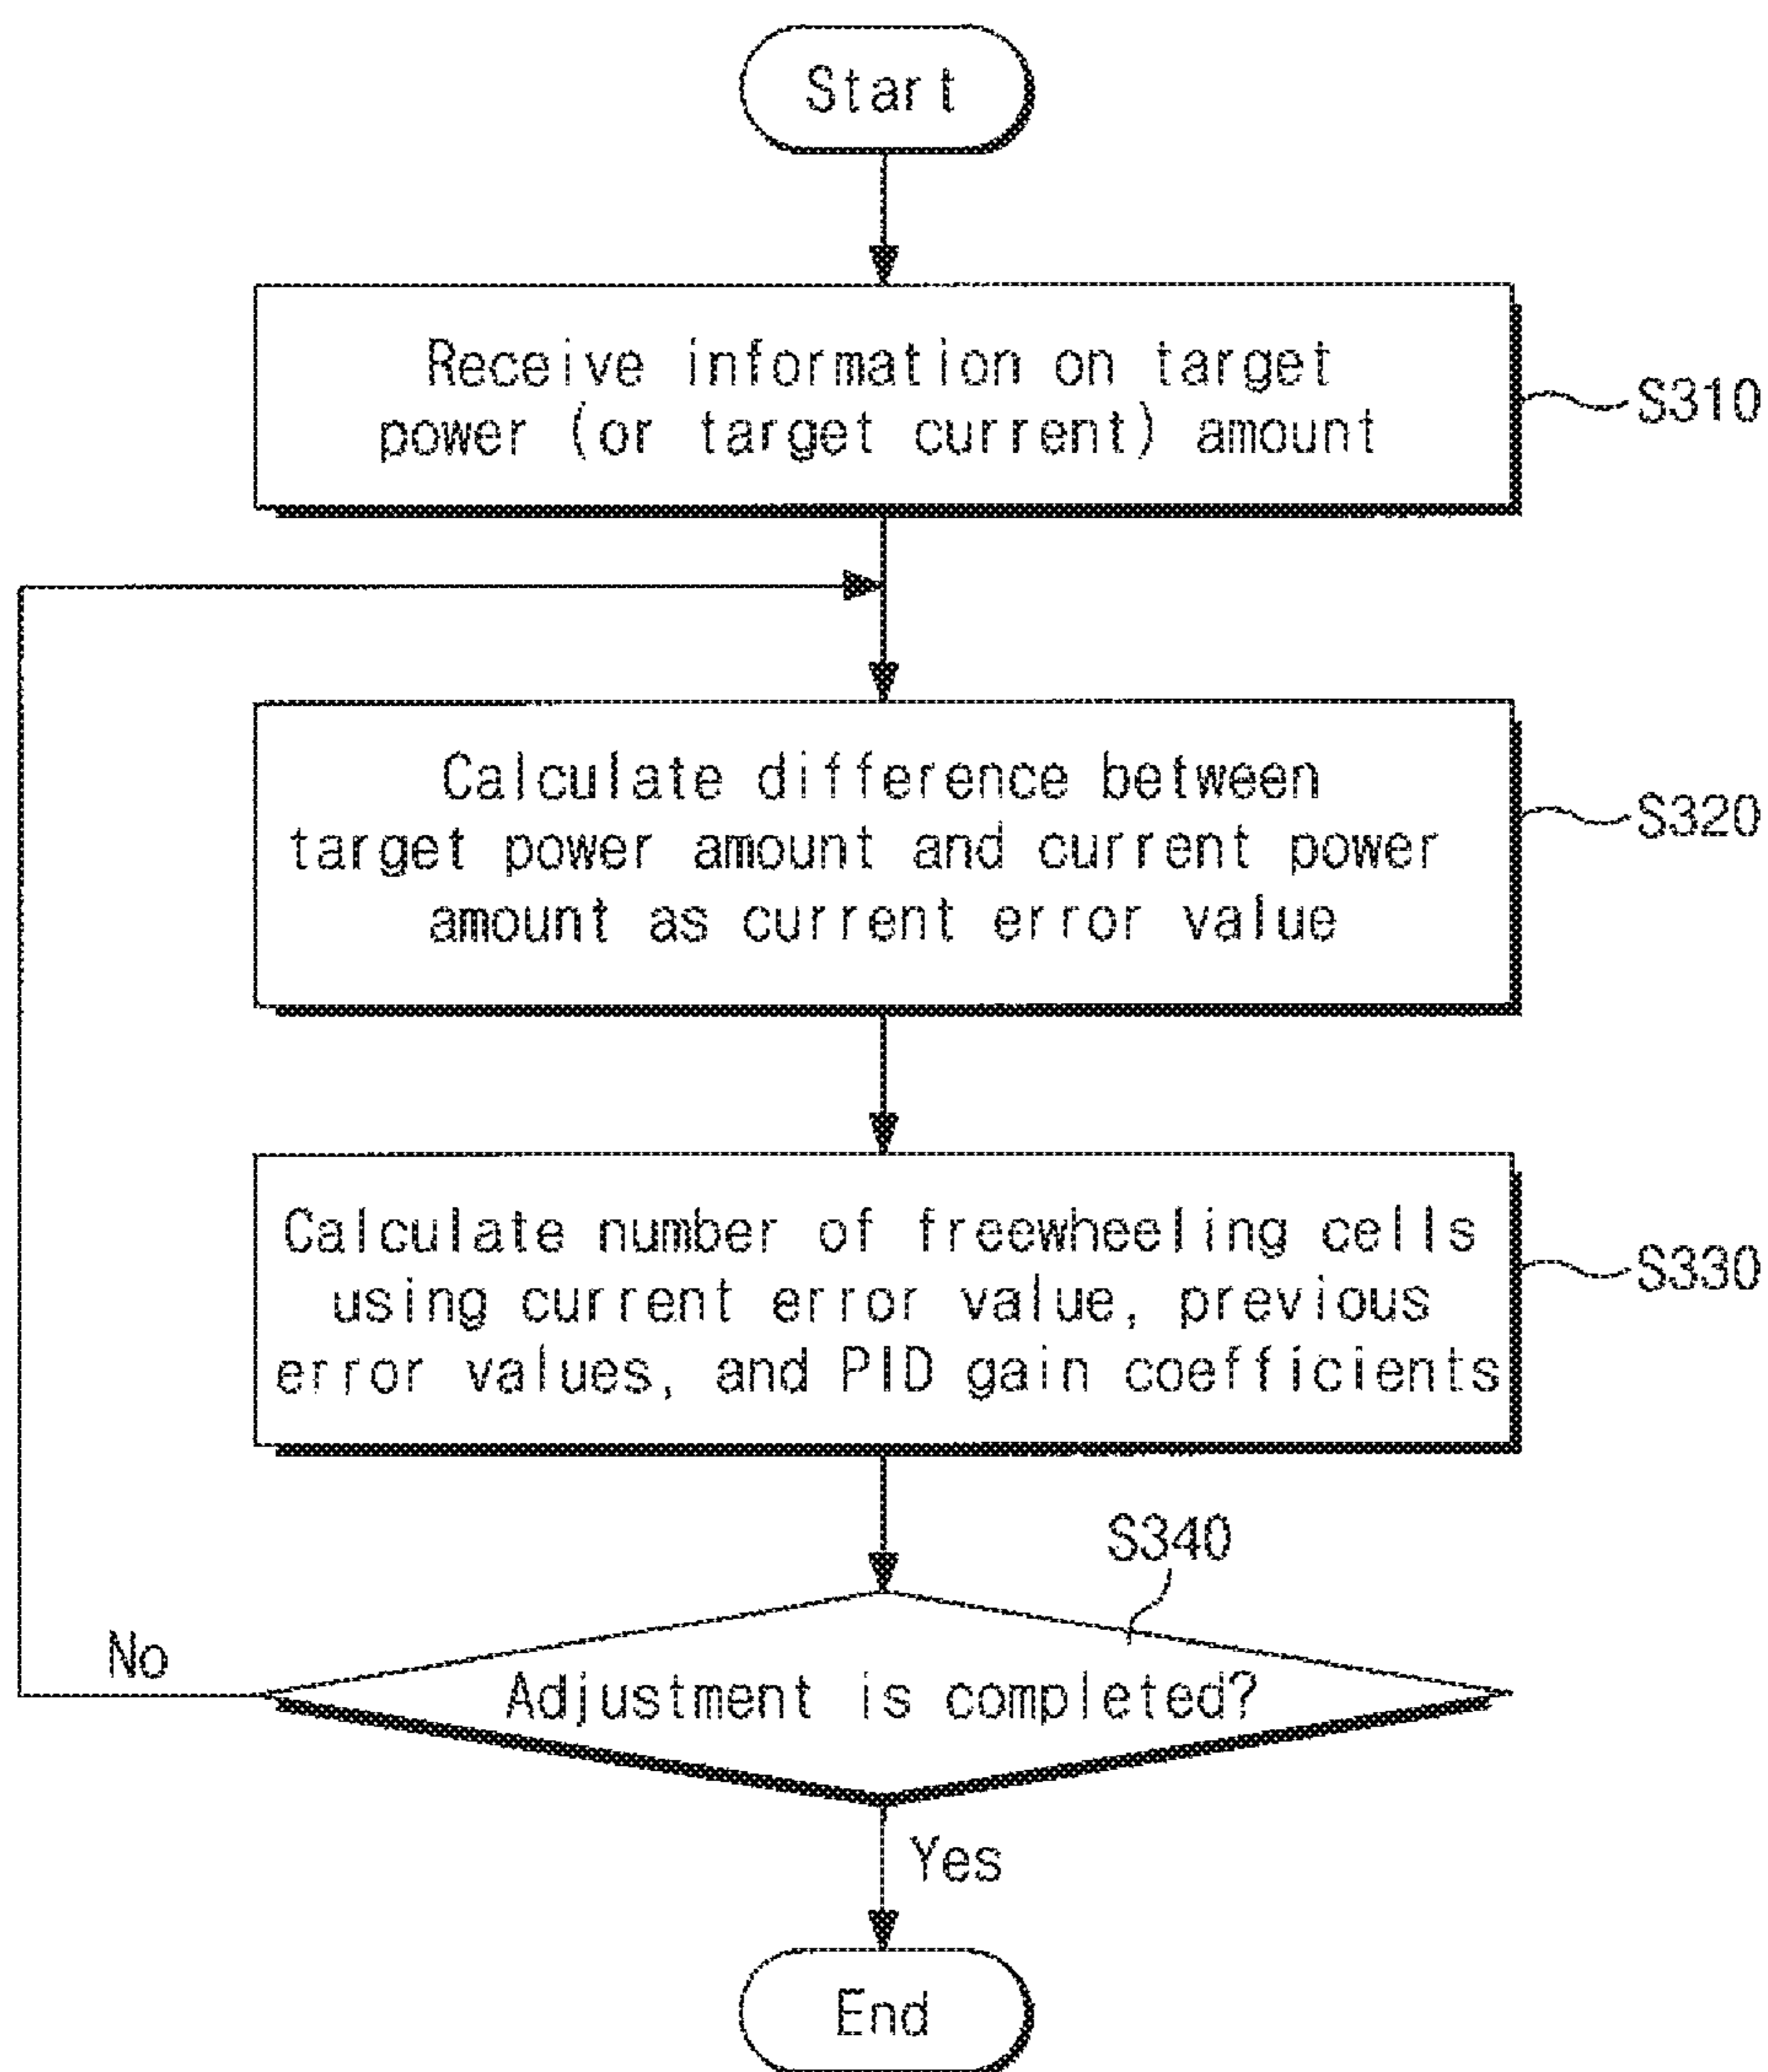 Start
Receive information on target
power (or target current) amount
S310
Calculate difference between
target power amount and current power
amount as current error value
S320
Calculate number of freewheeling cells
using current error value, previous
error values, and PID gain coefficients
S330
S340
No
Adjustment is completed?
Yes
End